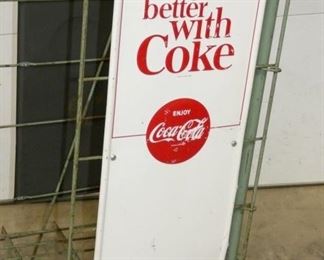 better
with
Coke
ENJOY
Coca-Cola